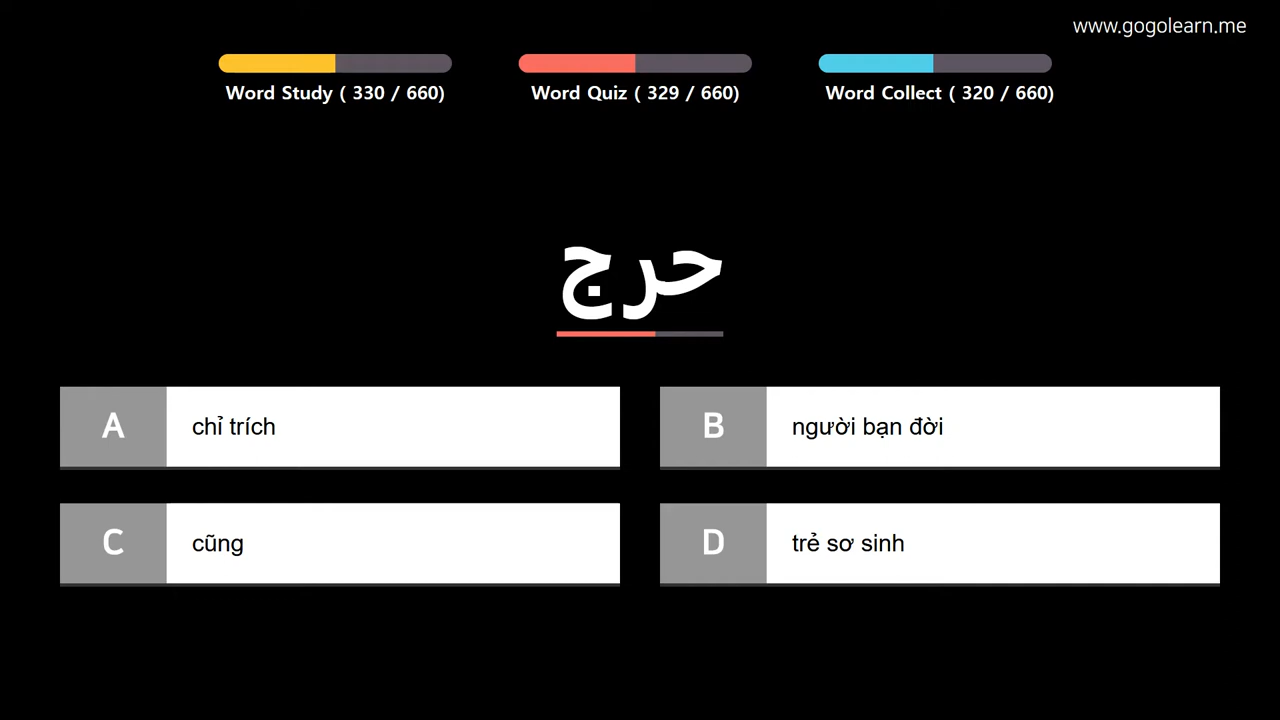 www.gogolearn.me
Word Study ( 330 / 660)
Word Quiz ( 329 / 660)
Word Collect ( 320 / 660)
حرج
A chỉ trích
B người bạn đời
C cũng
D trẻ sơ sinh